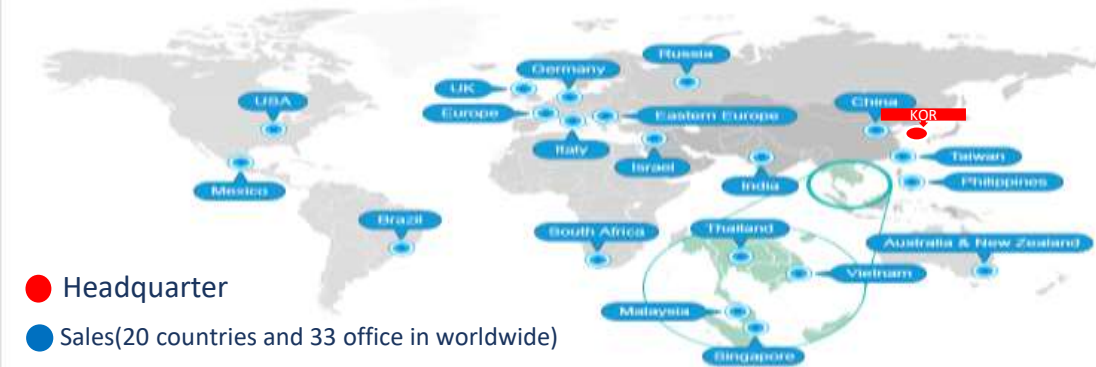 Russia
Germany
UK
USA
China
KOR
Europe
Eastern Europe
Italy
Israel
India
Taiwan
Mexico
Philippines
Brazil
South Africa
Thailand
Australia & New Zealand
Vietnam
Headquarter
Malaysia
Sales(20 countries and 33 office in worldwide)
Singapore